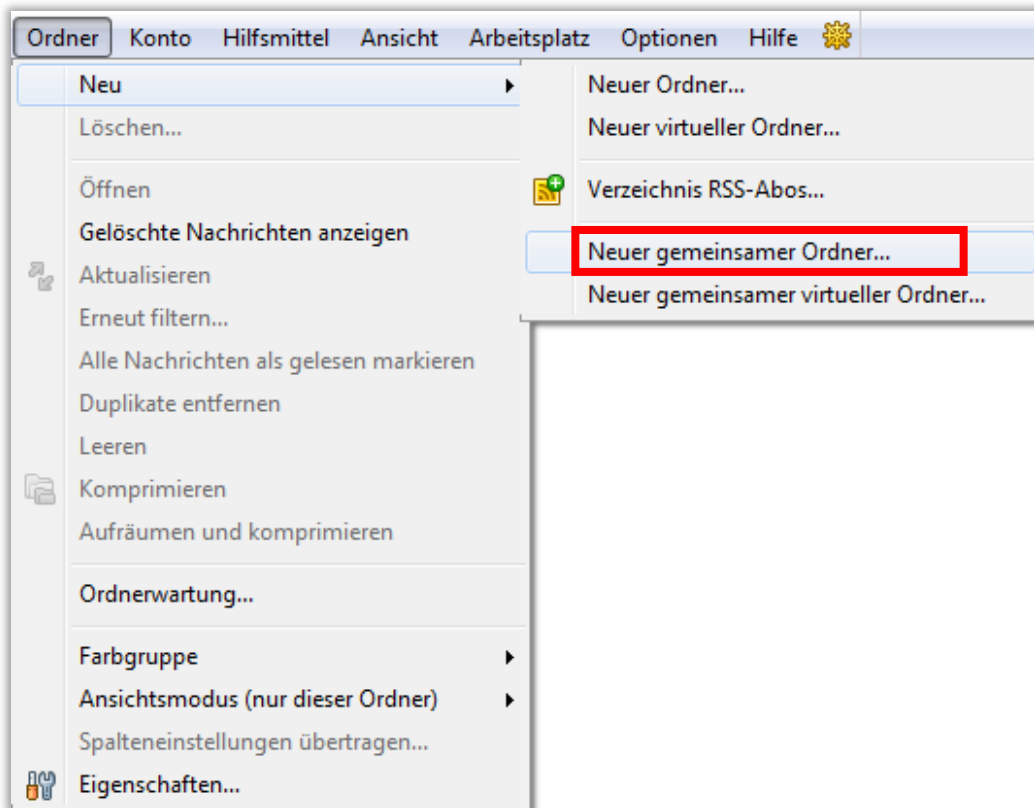 Ordner Konto Hilfsmittel Ansicht Arbeitsplatz Optionen Hilfe
Neu
Löschen...
Öffnen
Gelöschte Nachrichten anzeigen
Aktualisieren
Erneut filtern...
Alle Nachrichten als gelesen markieren
Duplikate entfernen
Leeren
Komprimieren
Aufräumen und komprimieren
Ordnerwartung...
Farbgruppe
Ansichtsmodus (nur dieser Ordner)
Spalteneinstellungen übertragen...
Eigenschaften...
Neuer Ordner...
Neuer virtueller Ordner...
Verzeichnis RSS-Abos...
Neuer gemeinsamer Ordner...
Neuer gemeinsamer virtueller Ordner...